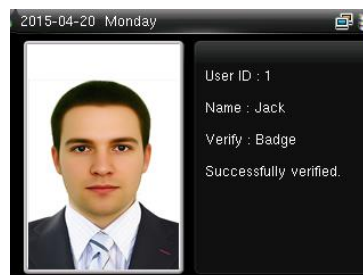 2015-04-20 Monday
User ID : 1
Name : Jack
Verify : Badge
Successfully verified.